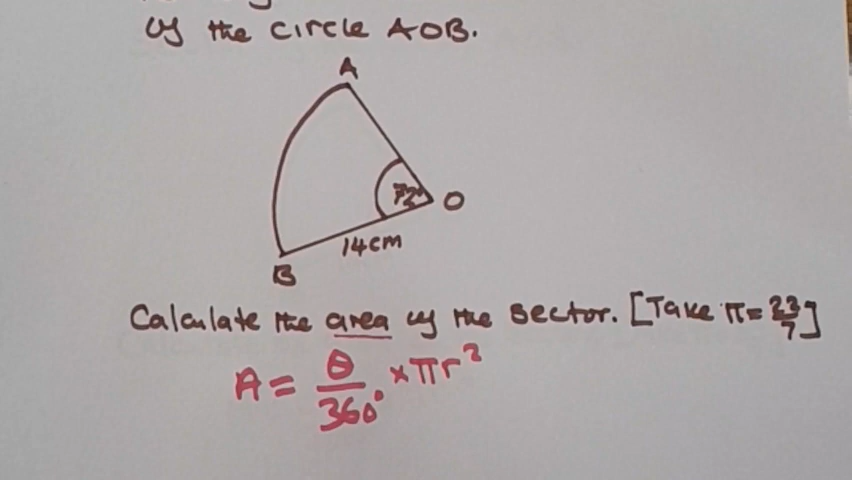 of the circle AOB.
A
72°
O
14cm
B
Calculate the area of the sector. [Take π = 22/7]
A = θ/360° × πr²